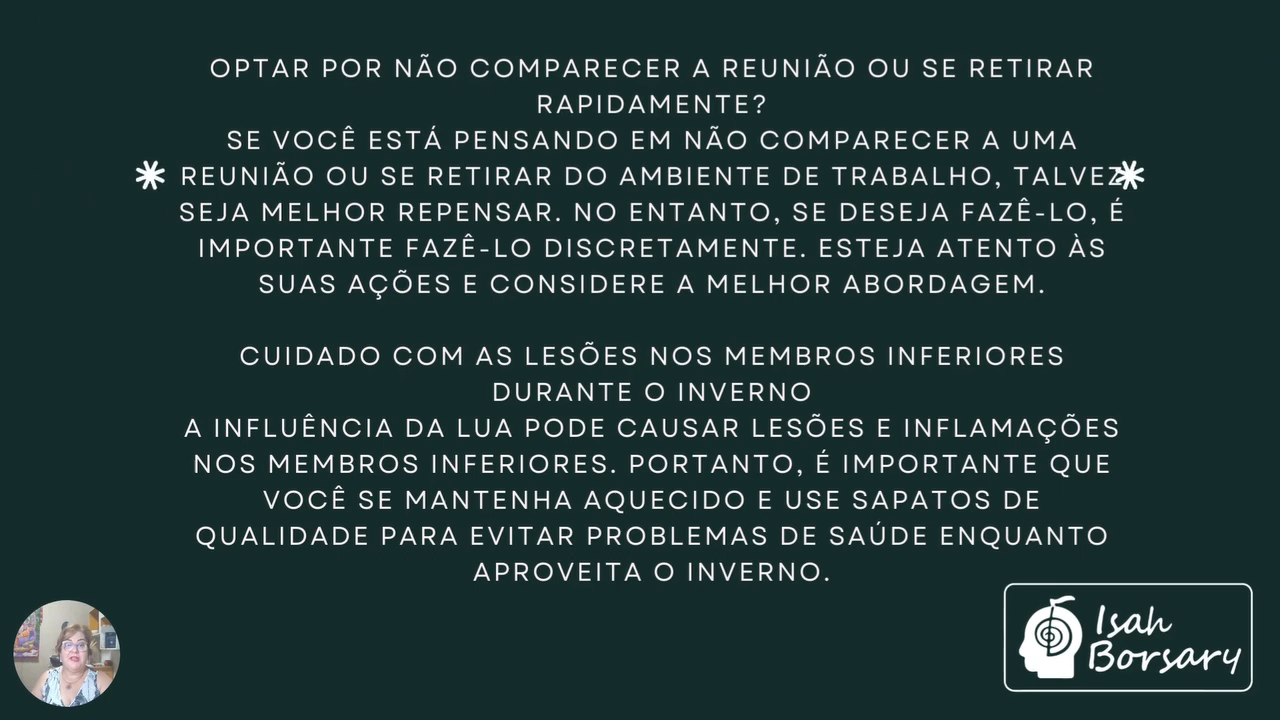 OPTAR POR NÃO COMPARECER A REUNIÃO OU SE RETIRAR
RAPIDAMENTE?
SE VOCÊ ESTÁ PENSANDO EM NÃO COMPARECER A UMA
REUNIÃO OU SE RETIRAR DO AMBIENTE DE TRABALHO, TALVEZ
SEJA MELHOR REPENSAR. NO ENTANTO, SE DESEJA FAZÊ-LO, É
IMPORTANTE FAZÊ-LO DISCRETAMENTE. ESTEJA ATENTO ÀS
SUAS AÇÕES E CONSIDERE A MELHOR ABORDAGEM.
CUIDADO COM AS LESÕES NOS MEMBROS INFERIORES
DURANTE O INVERNO
A INFLUÊNCIA DA LUA PODE CAUSAR LESÕES E INFLAMAÇÕES
NOS MEMBROS INFERIORES. PORTANTO, É IMPORTANTE QUE
VOCÊ SE MANTENHA AQUECIDO E USE SAPATOS DE
QUALIDADE PARA EVITAR PROBLEMAS DE SAÚDE ENQUANTO
APROVEITA O INVERNO.
Isah
Borsary